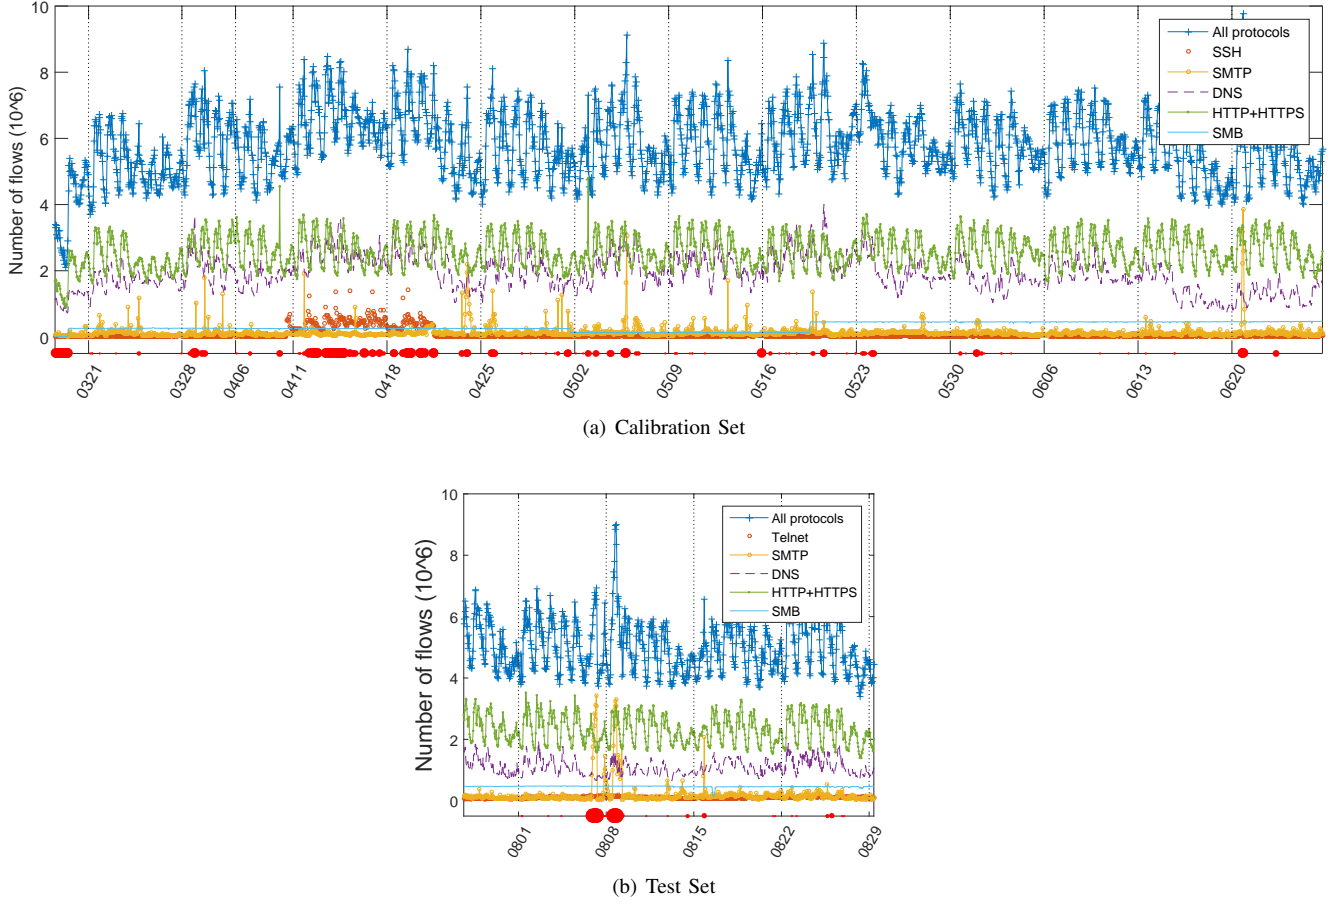 10
8
6
4
2
0
Number of flows (10^6)
All protocols
SSH
SMTP
DNS
HTTP+HTTPS
SMB
0321
0328
0406
0411
0418
0425
0502
0509
0516
0523
0530
0606
0613
0620
(a) Calibration Set
10
8
6
4
2
0
Number of flows (10^6)
All protocols
Telnet
SMTP
DNS
HTTP+HTTPS
SMB
0801
0808
0815
0822
0829
(b) Test Set